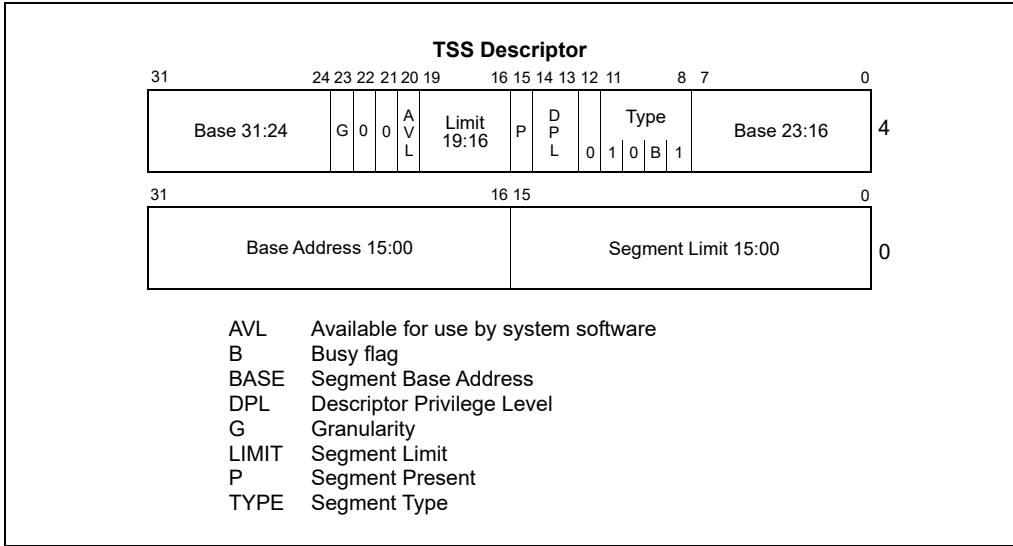 TSS Descriptor
31 24 23 22 21 20 19 16 15 14 13 12 11 8 7 0
Base 31:24 G 0 0 AVL Limit 19:16 P DPL 0 Type 1 0 B 1 Base 23:16 4
31 16 15 0
Base Address 15:00 Segment Limit 15:00 0
AVL Available for use by system software
B Busy flag
BASE Segment Base Address
DPL Descriptor Privilege Level
G Granularity
LIMIT Segment Limit
P Segment Present
TYPE Segment Type